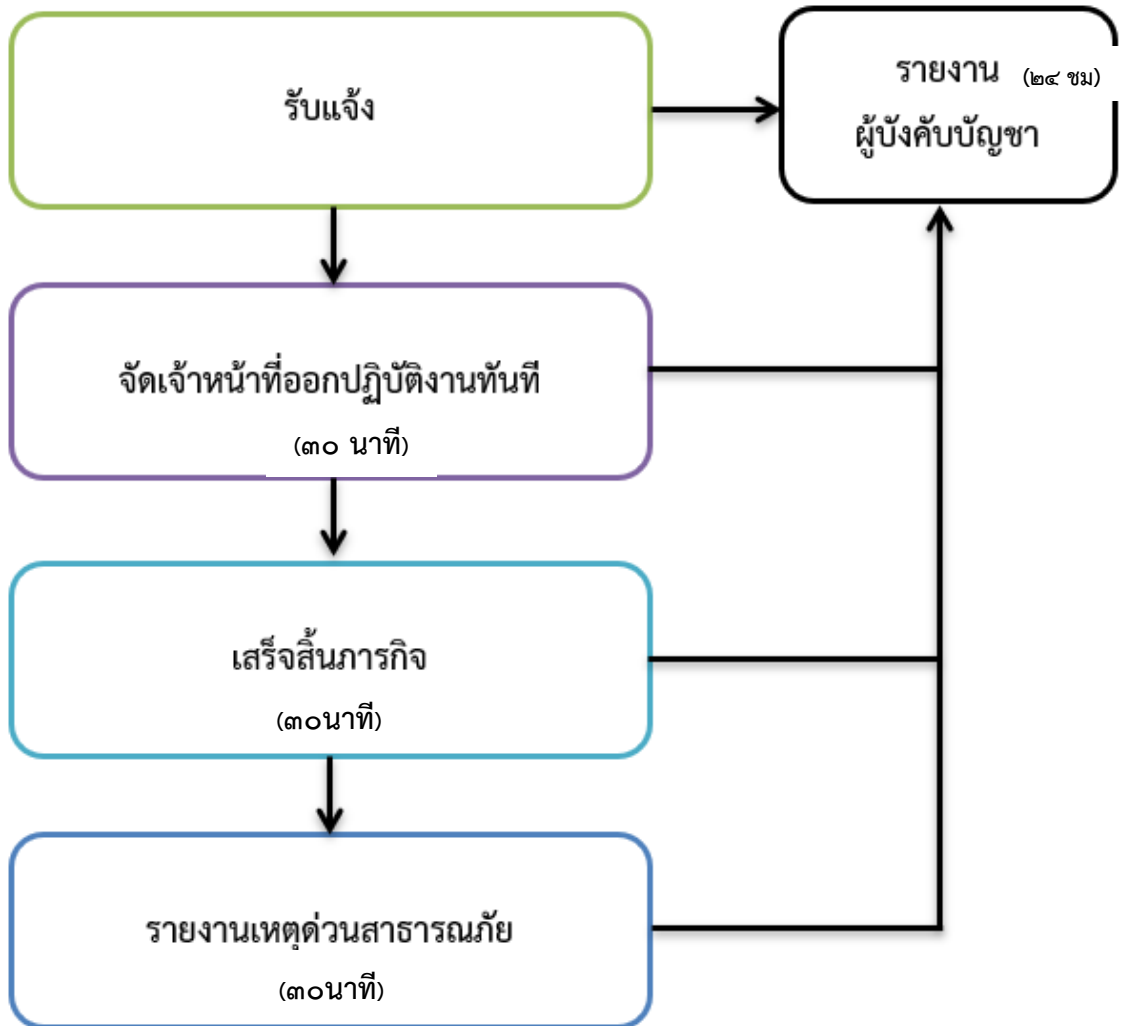 รับแจ้ง
รายงาน (๒๔ ชม)
ผู้บังคับบัญชา
จัดเจ้าหน้าที่ออกปฏิบัติงานทันที
(๓๐ นาที)
เสร็จสิ้นภารกิจ
(๓๐นาที)
รายงานเหตุด่วนสาธารณภัย
(๓๐นาที)